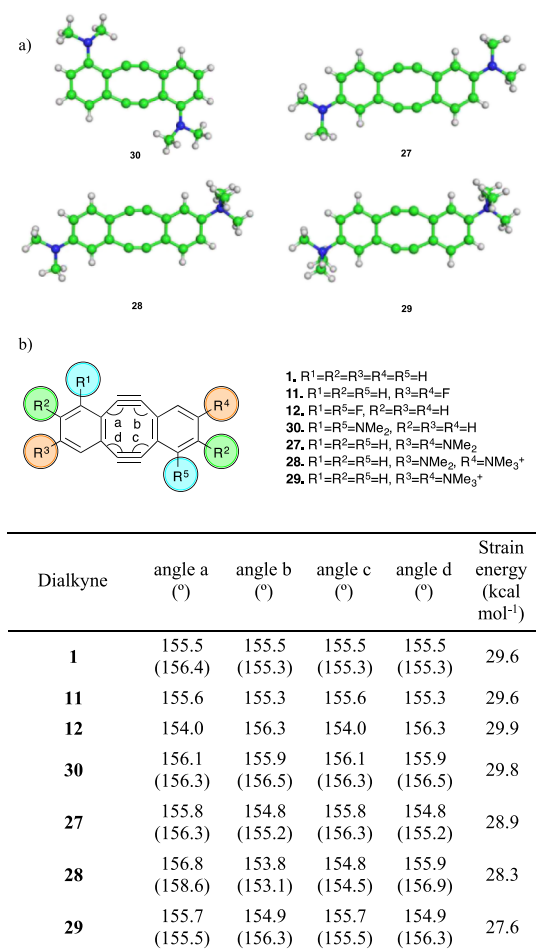 a)
30
27
28
29
b)
R¹
R²
R³
a
b
d
c
R⁴
R²
R⁵
1. R¹=R²=R³=R⁴=R⁵=H
11. R¹=R²=R⁵=H, R³=R⁴=F
12. R¹=R⁵=F, R²=R³=R⁴=H
30. R¹=R⁵=NMe₂, R²=R³=R⁴=H
27. R¹=R²=R⁵=H, R³=R⁴=NMe₂
28. R¹=R²=R⁵=H, R³=NMe₂, R⁴=NMe₃⁺
29. R¹=R²=R⁵=H, R³=R⁴=NMe₃⁺
Dialkyne angle a (º) angle b (º) angle c (º) angle d (º) Strain energy (kcal mol⁻¹)
1 155.5 155.5 155.5 155.5 29.6
(156.4) (155.3) (155.3) (155.3)
11 155.6 155.3 155.6 155.3 29.6
12 154.0 156.3 154.0 156.3 29.9
30 156.1 155.9 156.1 155.9 29.8
(156.3) (156.5) (156.3) (156.5)
27 155.8 154.8 155.8 154.8 28.9
(156.3) (155.2) (156.3) (155.2)
28 156.8 153.8 154.8 155.9 28.3
(158.6) (153.1) (154.5) (156.9)
29 155.7 154.9 155.7 154.9 27.6
(155.5) (156.3) (155.5) (156.3)